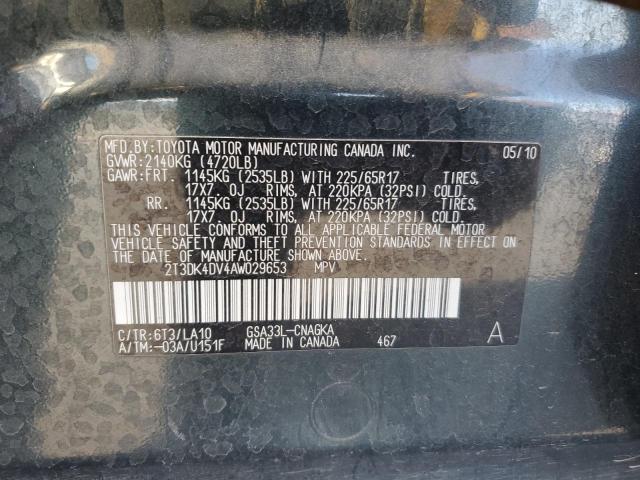 MFD.BY:TOYOTA MOTOR MANUFACTURING CANADA INC. 05/10
GVWR:2140KG (4720LB)
GAWR:FRT. 1145KG (2535LB) WITH 225/65R17 TIRES,
17X7. 0J RIMS, AT 220KPA (32PSI) COLD.
RR. 1145KG (2535LB) WITH 225/65R17 TIRES,
17X7. 0J RIMS, AT 220KPA (32PSI) COLD.
THIS VEHICLE CONFORMS TO ALL APPLICABLE FEDERAL MOTOR
VEHICLE SAFETY AND THEFT PREVENTION STANDARDS IN EFFECT ON
THE DATE OF MANUFACTURE SHOWN ABOVE.
2T3DK4DV4AW029653 MPV
C/TR:6T3/LA10 GSA33L-CNAGKA
A/TM:-03A/U151F MADE IN CANADA 467 A